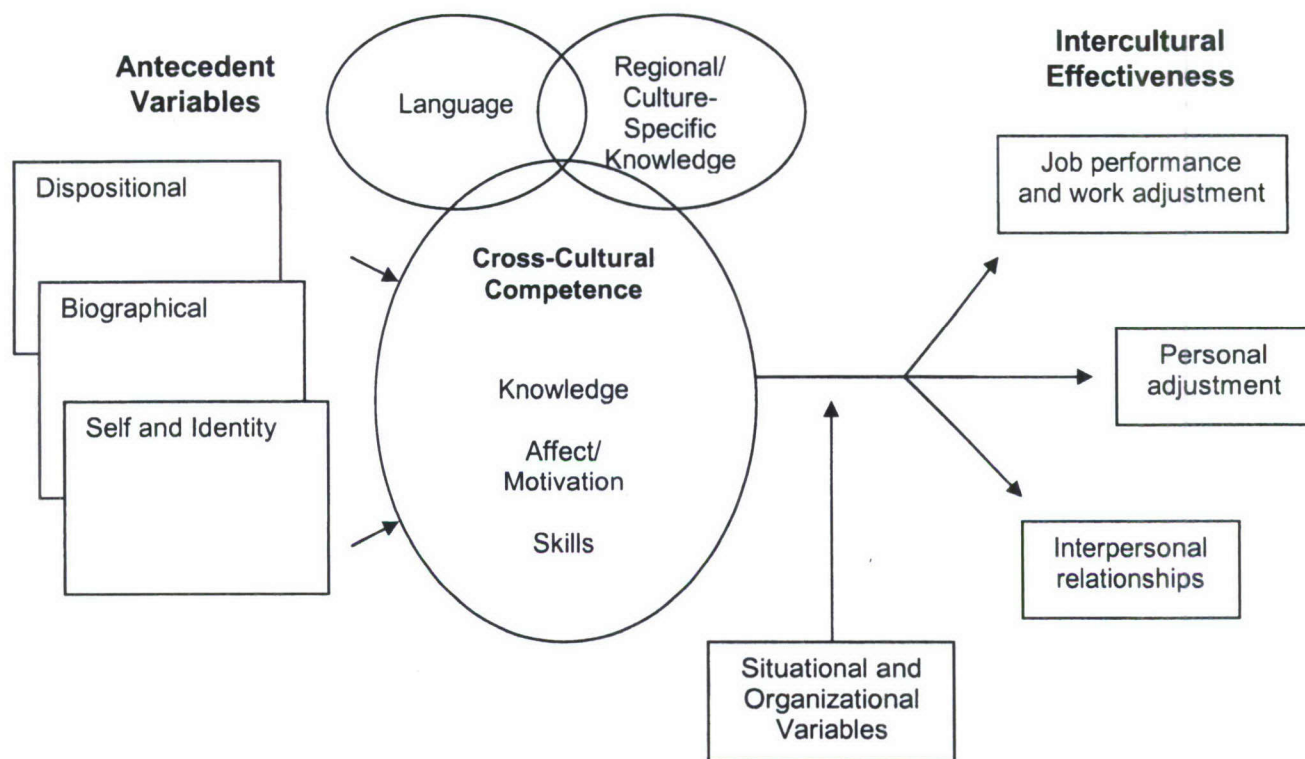 Antecedent
Variables
Dispositional
Biographical
Self and Identity
Language
Regional/
Culture-
Specific
Knowledge
Cross-Cultural
Competence
Knowledge
Affect/
Motivation
Skills
Situational and
Organizational
Variables
Intercultural
Effectiveness
Job performance
and work adjustment
Personal
adjustment
Interpersonal
relationships